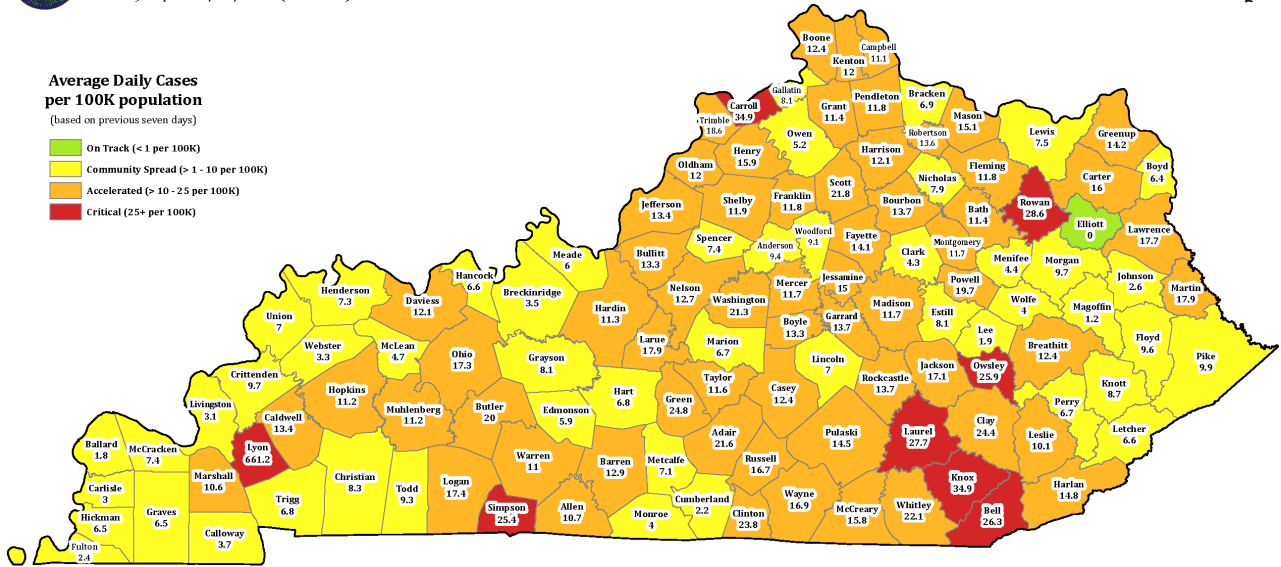 Average Daily Cases
per 100K population
(based on previous seven days)
On Track (< 1 per 100K)
Community Spread (> 1 - 10 per 100K)
Accelerated (> 10 - 25 per 100K)
Critical (25+ per 100K)
Boone
12.4
Kenton
12
Campbell
11.1
Gallatin
8.1
Carroll
34.9
Trimble
18.6
Grant
11.4
Pendleton
11.8
Bracken
6.9
Mason
15.1
Robertson
13.6
Lewis
7.5
Greenup
14.2
Boyd
6.4
Owen
5.2
Henry
15.9
Oldham
12
Harrison
12.1
Fleming
11.8
Carter
16
Nicholas
7.9
Scott
21.8
Franklin
11.8
Shelby
11.9
Jefferson
13.4
Bourbon
13.7
Bath
11.4
Rowan
28.6
Elliott
0
Lawrence
17.7
Woodford
9.1
Fayette
14.1
Anderson
9.4
Spencer
7.4
Bullitt
13.3
Meade
6
Clark
4.3
Montgomery
11.7
Menifee
4.4
Morgan
9.7
Johnson
2.6
Martin
17.9
Powell
19.7
Wolfe
4
Magoffin
1.2
Jessamine
15
Mercer
11.7
Nelson
12.7
Washington
21.3
Hancock
6.6
Breckinridge
3.5
Hardin
11.3
Henderson
7.3
Daviess
12.1
Union
7
Madison
11.7
Estill
8.1
Garrard
13.7
Boyle
13.3
Lee
1.9
Breathitt
12.4
Floyd
9.6
Pike
9.9
Larue
17.9
Marion
6.7
Lincoln
7
Webster
3.3
McLean
4.7
Ohio
17.3
Grayson
8.1
Crittenden
9.7
Hopkins
11.2
Muhlenberg
11.2
Butler
20
Edmonson
5.9
Hart
6.8
Green
24.8
Taylor
11.6
Casey
12.4
Rockcastle
13.7
Jackson
17.1
Owsley
25.9
Knott
8.7
Perry
6.7
Letcher
6.6
Livingston
3.1
Caldwell
13.4
Lyon
661.2
Ballard
1.8
McCracken
7.4
Marshall
10.6
Carlisle
3
Hickman
6.5
Graves
6.5
Fulton
2.4
Calloway
3.7
Trigg
6.8
Christian
8.3
Todd
9.3
Logan
17.4
Simpson
25.4
Warren
11
Allen
10.7
Barren
12.9
Metcalfe
7.1
Monroe
4
Cumberland
2.2
Adair
21.6
Russell
16.7
Clinton
23.8
Wayne
16.9
Pulaski
14.5
McCreary
15.8
Whitley
22.1
Laurel
27.7
Clay
24.4
Leslie
10.1
Knox
34.9
Bell
26.3
Harlan
14.8